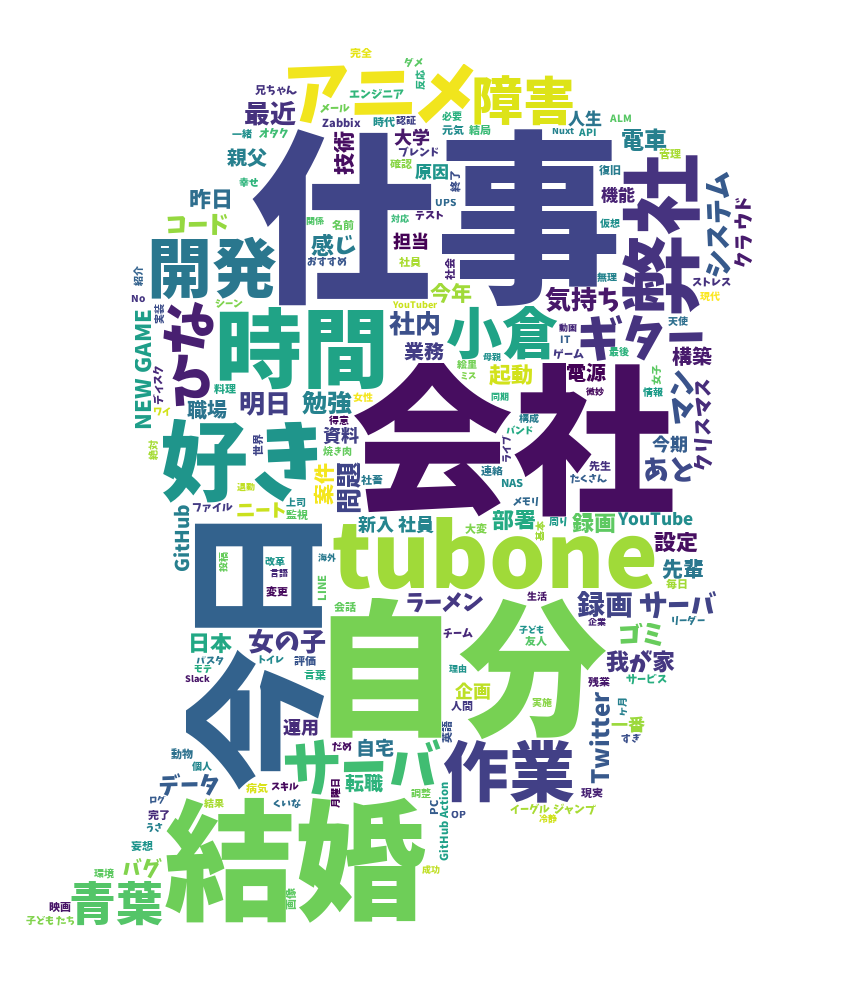 完全
ダメ
反応
兄ちゃん
アニメ
エンジニア
障害
メール
最近
Zabbix
時代
認証
必要
人生
ALM
一緒
オタク
技術
大学
元気
結局
Nuxt
API
電車
親父
ブレンド
管理
確認
原因
復旧
幸せ
仕事
終了
機能
弊社
システム
昨日
UPS
クラウド
コード
関係
名前
対応
テスト
仮想
開発
感じ
担当
おすすめ
社員
社会
無理
ストレス
紹介
今年
気持ち
現代
No
シーン
YouTuber
実装
ひな
時間
社内
小倉
動画
ギター
天使
NEW GAME
IT
業務
母親
ゲーム
最後
構築
ディスク
料理
絵里
ミス
起動
電源
女子
ワイ
職場
明日
勉強
女性
同期
微妙
情報
マン
クリスマス
得意
会社
好き
世界
資料
構成
バンド
絶対
焼き肉
ライブ
今期
先生
あと
案件
問題
社畜
連絡
NAS
たくさん
通勤
上司
メモリ
ファイル
ニート
監視
新入 社員
部署
周り
録画
YouTube
GitHub
大変
基本
tubone
設定
今日
海外
投稿
改革
言語
先輩
変更
LINE
毎日
会話
ラーメン
生活
録画 サーバ
リーダー
自分
日本
女の子
チーム
子ども
友人
企業
ゴミ
パスタ
モテ
トイレ
評価
我が家
Slack
言葉
理由
残業
サービス
企画
人間
実施
Twitter
ヶ月
一番
運用
英語
すぎ
だめ
自宅
サーバ
作業
動物
個人
転職
データ
病気
スキル
月曜日
調整
現実
ログ
結果
くいな
PC
OP
イーグル ジャンプ
冷静
完了
うさ
GitHub Action
妄想
結婚
環境
バグ
成功
青葉
画像
映画
子どもたち